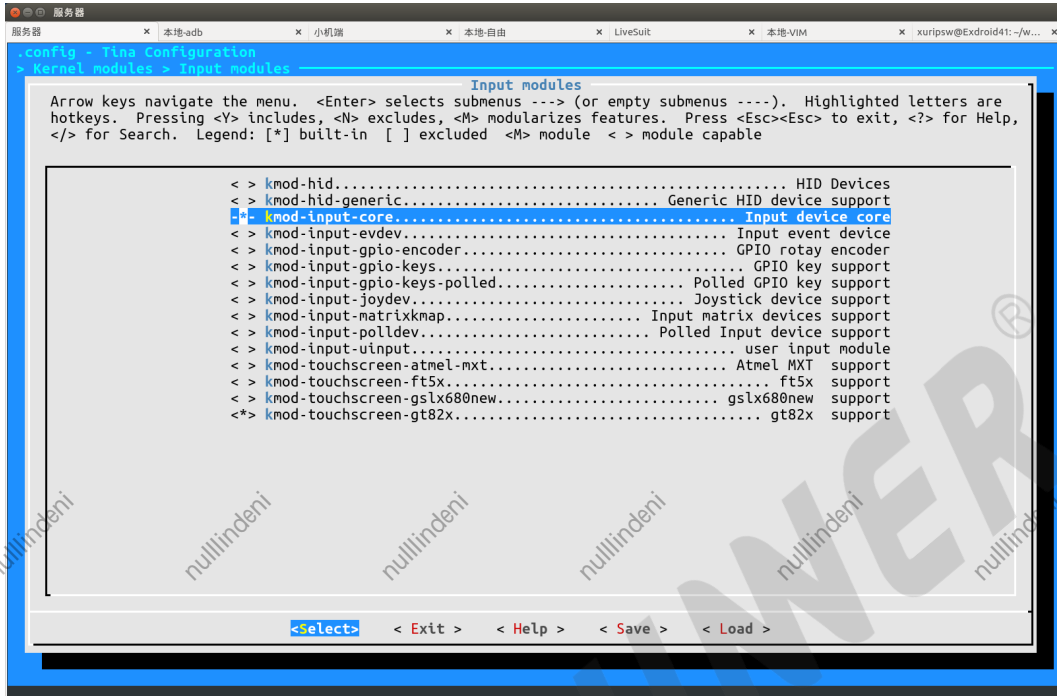 服务器
服务器 × 本地-adb × 小机端 × 本地-自由 × LiveSuit × 本地-VIM × xuripsw@Exdroid41: ~/w... ×
.config - Tina Configuration
> Kernel modules > Input modules
Input modules
Arrow keys navigate the menu.  <Enter> selects submenus ---> (or empty submenus ----).  Highlighted letters are
hotkeys.  Pressing <Y> includes, <N> excludes, <M> modularizes features.  Press <Esc><Esc> to exit, <?> for Help,
</> for Search.  Legend: [*] built-in  [ ] excluded  <M> module  < > module capable
< > kmod-hid..................................................... HID Devices
< > kmod-hid-generic.............................. Generic HID device support
-*- kmod-input-core........................................ Input device core
< > kmod-input-evdev...................................... Input event device
< > kmod-input-gpio-encoder............................... GPIO rotay encoder
< > kmod-input-gpio-keys.................................... GPIO key support
< > kmod-input-gpio-keys-polled...................... Polled GPIO key support
< > kmod-input-joydev................................ Joystick device support
< > kmod-input-matrixkmap....................... Input matrix devices support
< > kmod-input-polldev............................ Polled Input device support
< > kmod-input-uinput...................................... user input module
< > kmod-touchscreen-atmel-mxt............................ Atmel MXT  support
< > kmod-touchscreen-ft5x..................................... ft5x  support
< > kmod-touchscreen-gslx680new.......................... gslx680new  support
<*> kmod-touchscreen-gt82x.................................... gt82x  support
nulllindeni nulllindeni nulllindeni nulllindeni nulllindeni
<Select>    < Exit >    < Help >    < Save >    < Load >